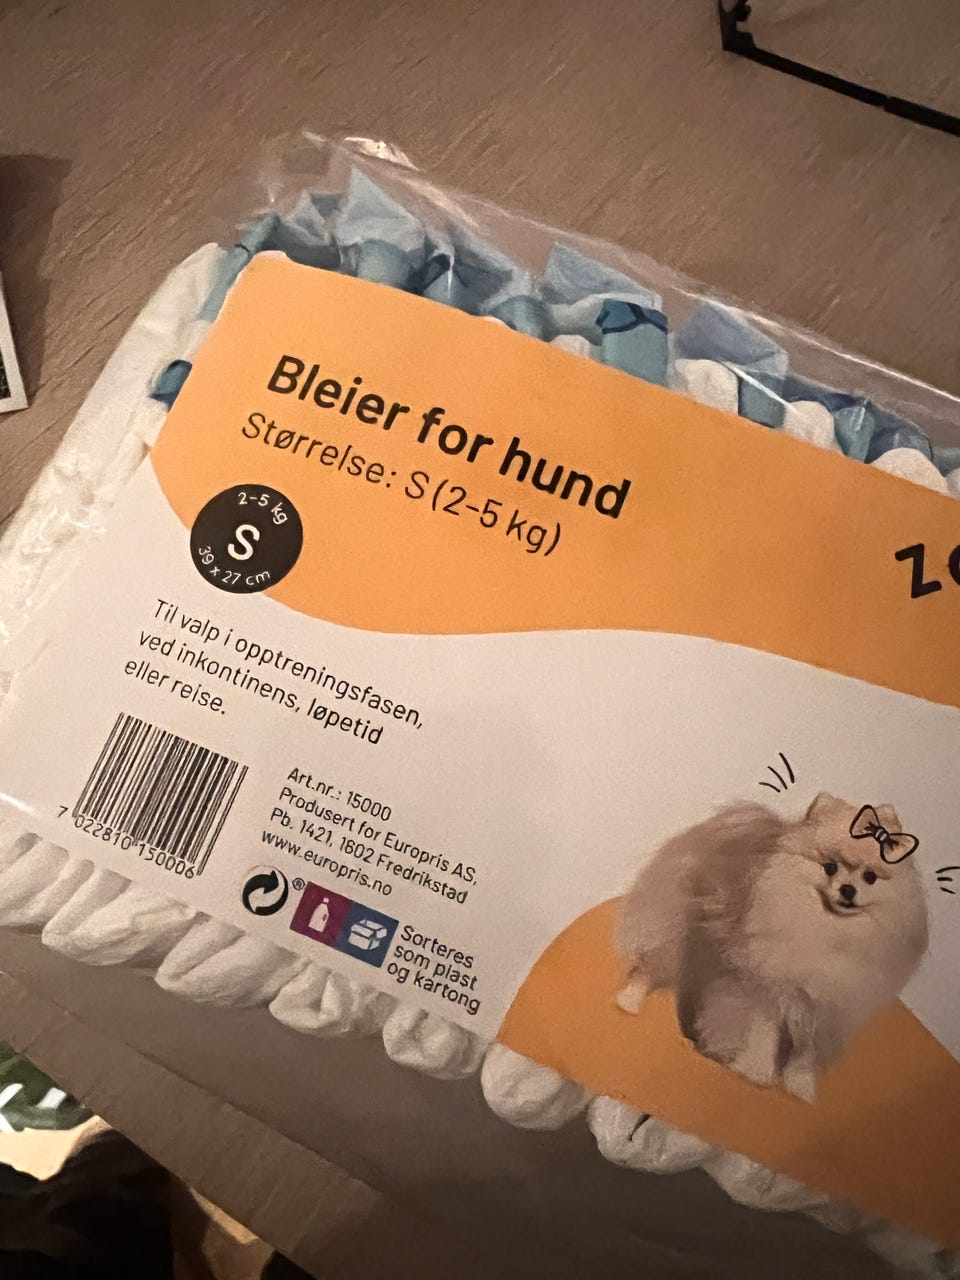 Bleier for hund
Størrelse: S (2-5 kg)
2-5 kg
S
39 x 27 cm
Til valp i opptreningsfasen,
ved inkontinens, løpetid
eller reise.
7 022810 150006
Art.nr.: 15000
Produsert for Europris AS,
Pb. 1421, 1602 Fredrikstad
www.europris.no
®
Sorteres
som plast
og kartong